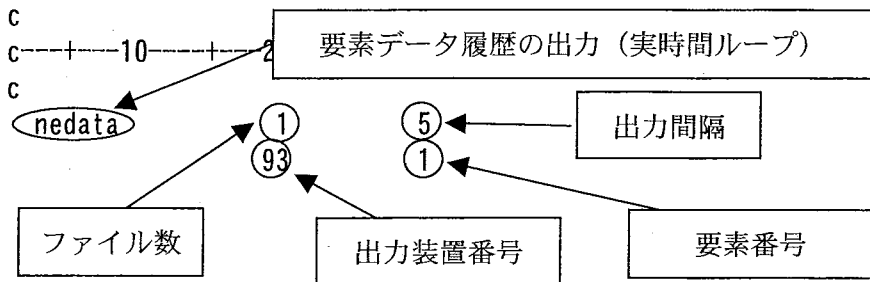 c
c---+---10----+---2
要素データ履歴の出力（実時間ループ）
c
nedata 1 5
出力間隔
93 1
ファイル数
出力装置番号
要素番号